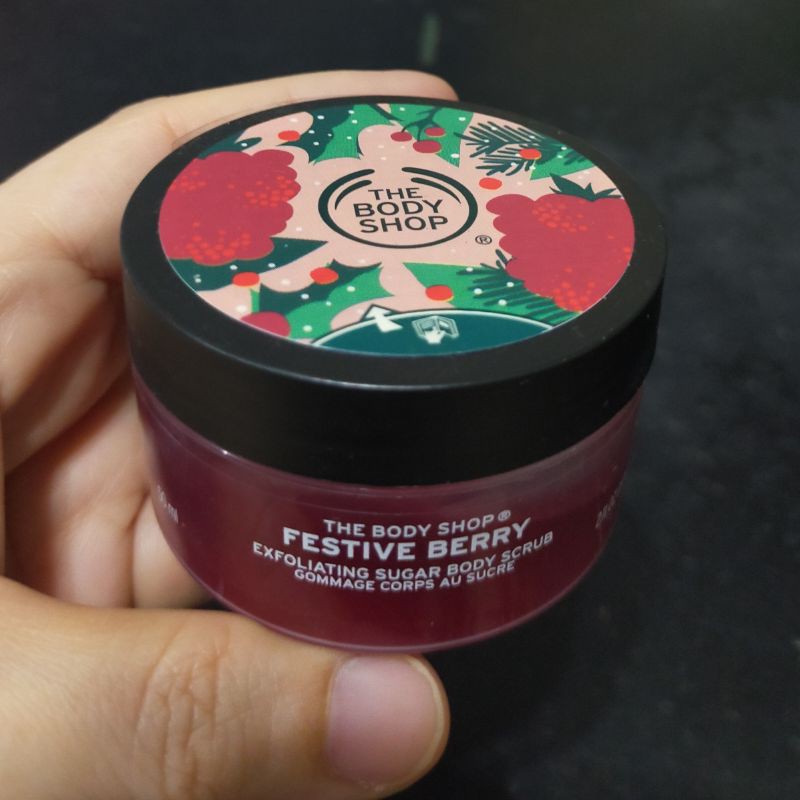 THE
BODY
SHOP
®
THE BODY SHOP®
FESTIVE BERRY
EXFOLIATING SUGAR BODY SCRUB
GOMMAGE CORPS AU SUCRE